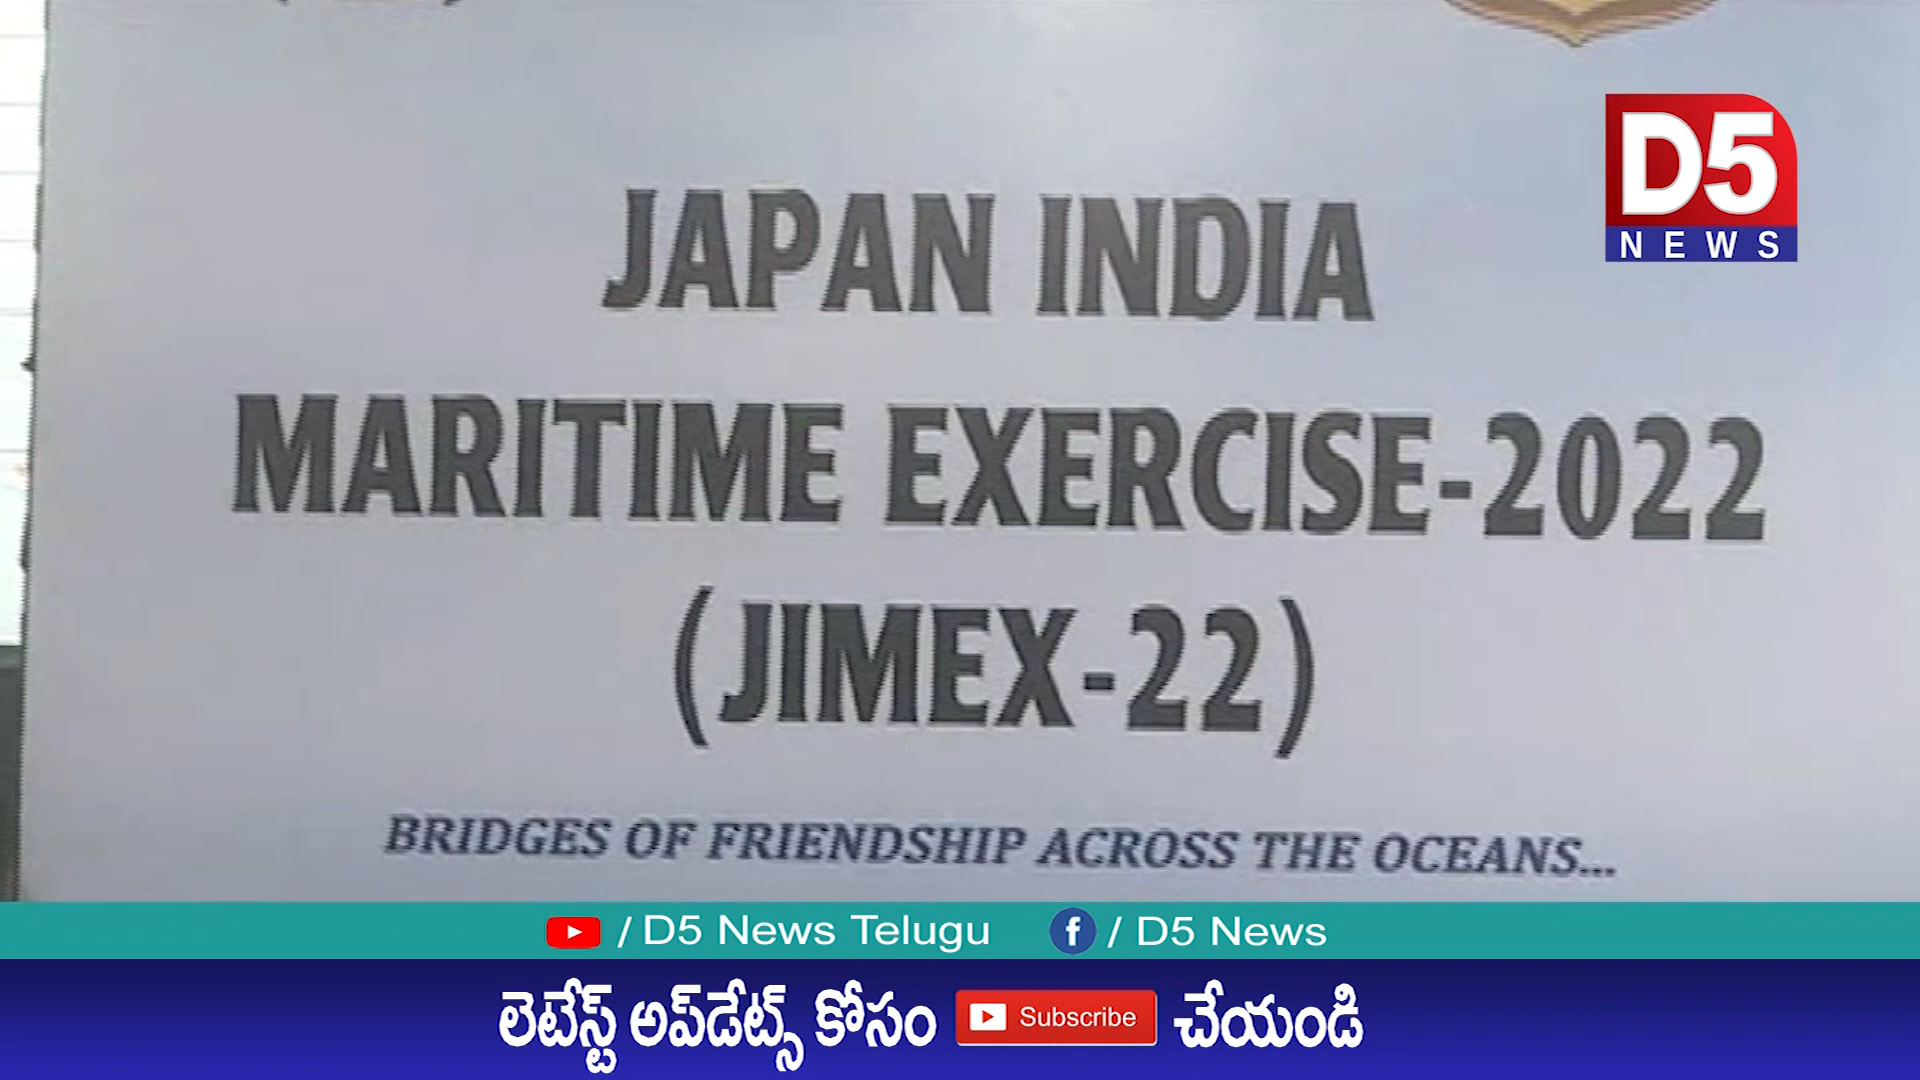 D5
NEWS
JAPAN INDIA
MARITIME EXERCISE-2022
(JIMEX-22)
BRIDGES OF FRIENDSHIP ACROSS THE OCEANS...
/ D5 News Telugu f / D5 News
లెటేస్ట్ అప్‌డేట్స్ కోసం Subscribe చేయండి